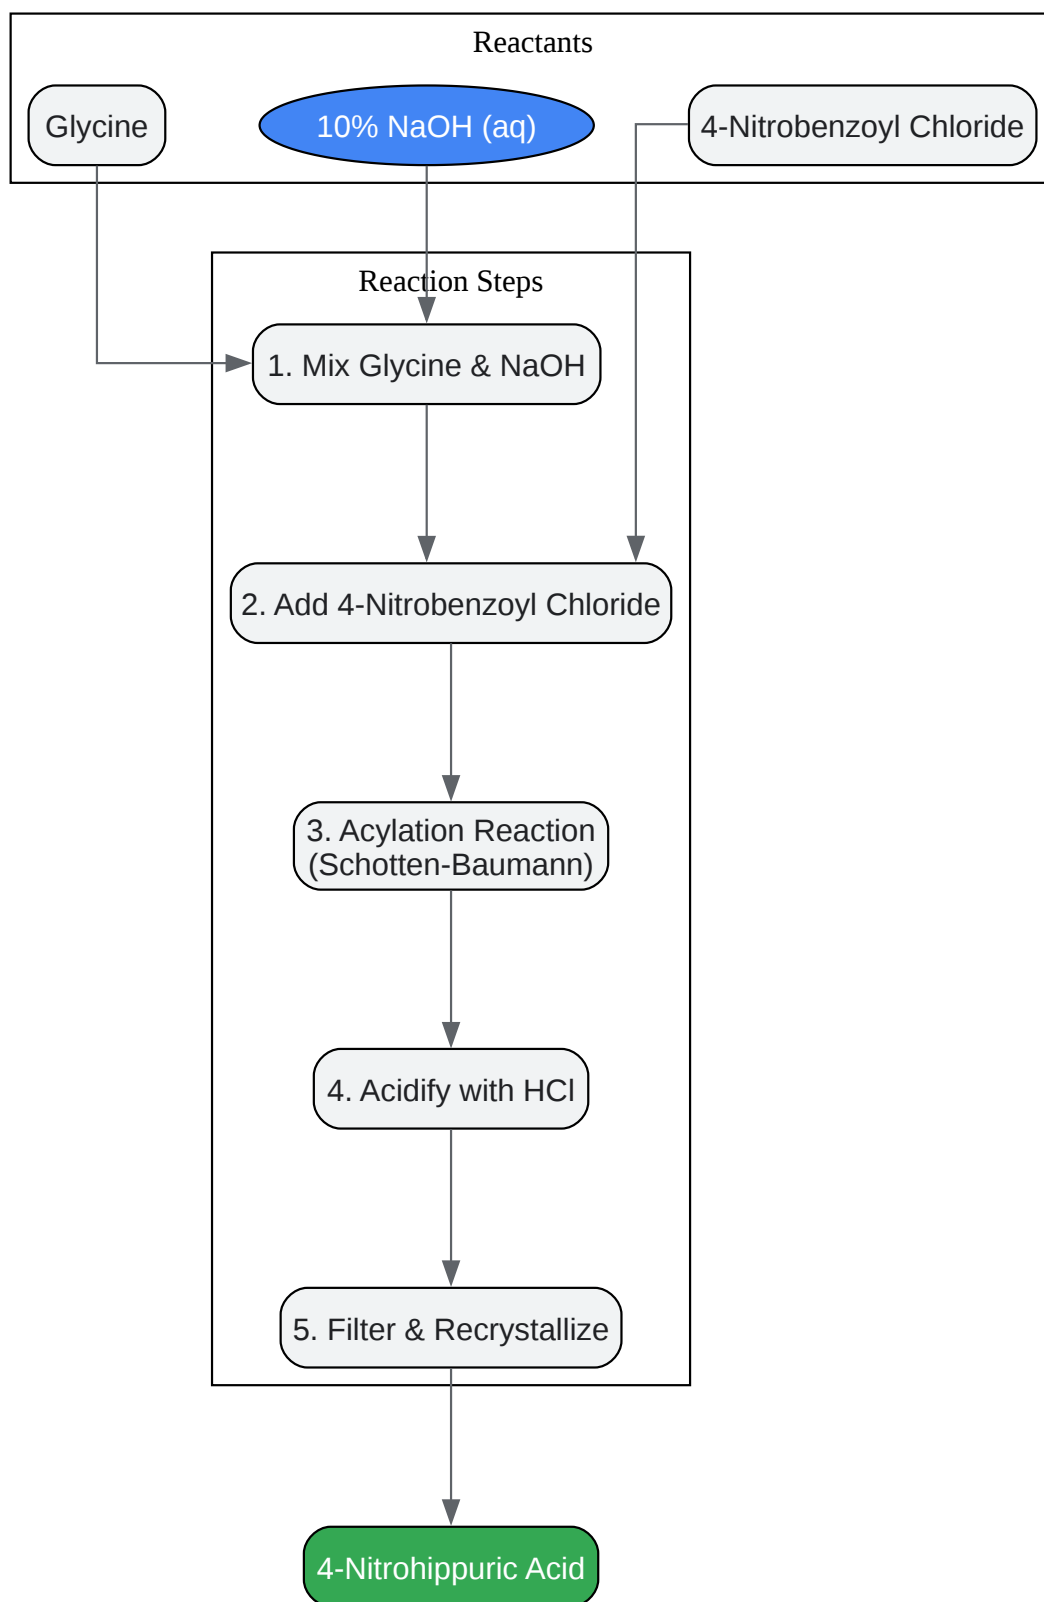 Reactants
Glycine
10% NaOH (aq)
4-Nitrobenzoyl Chloride
Reaction Steps
1. Mix Glycine & NaOH
2. Add 4-Nitrobenzoyl Chloride
3. Acylation Reaction
(Schotten-Baumann)
4. Acidify with HCl
5. Filter & Recrystallize
4-Nitrohippuric Acid